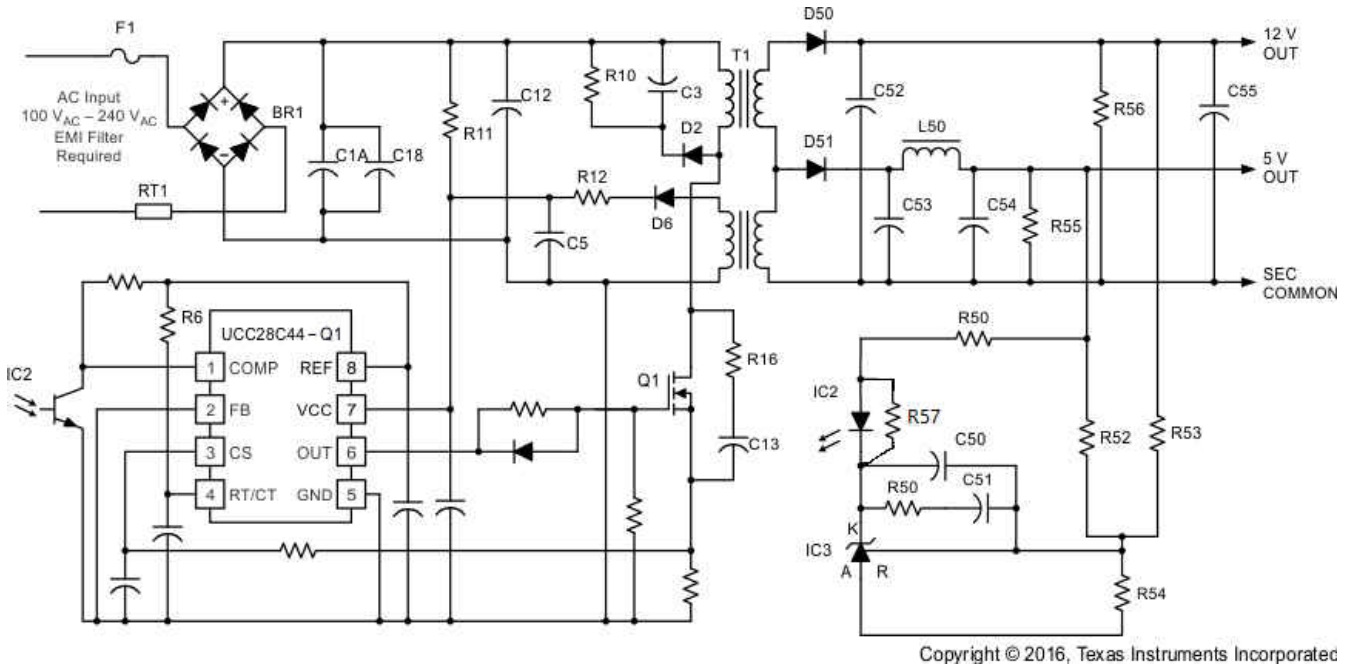 F1
AC Input
100 VAC – 240 VAC
EMI Filter
Required
BR1
RT1
+
–
C1A
C18
R11
C12
R10
C3
D2
T1
R12
D6
C5
D50
D51
C52
L50
C53
C54
R55
R56
C55
12 V
OUT
5 V
OUT
SEC
COMMON
R6
UCC28C44–Q1
1 COMP REF 8
2 FB VCC 7
3 CS OUT 6
4 RT/CT GND 5
IC2
Q1
R16
C13
R50
IC2
R57
C50
R50
C51
R52
R53
K
IC3
A R
R54
Copyright © 2016, Texas Instruments Incorporated